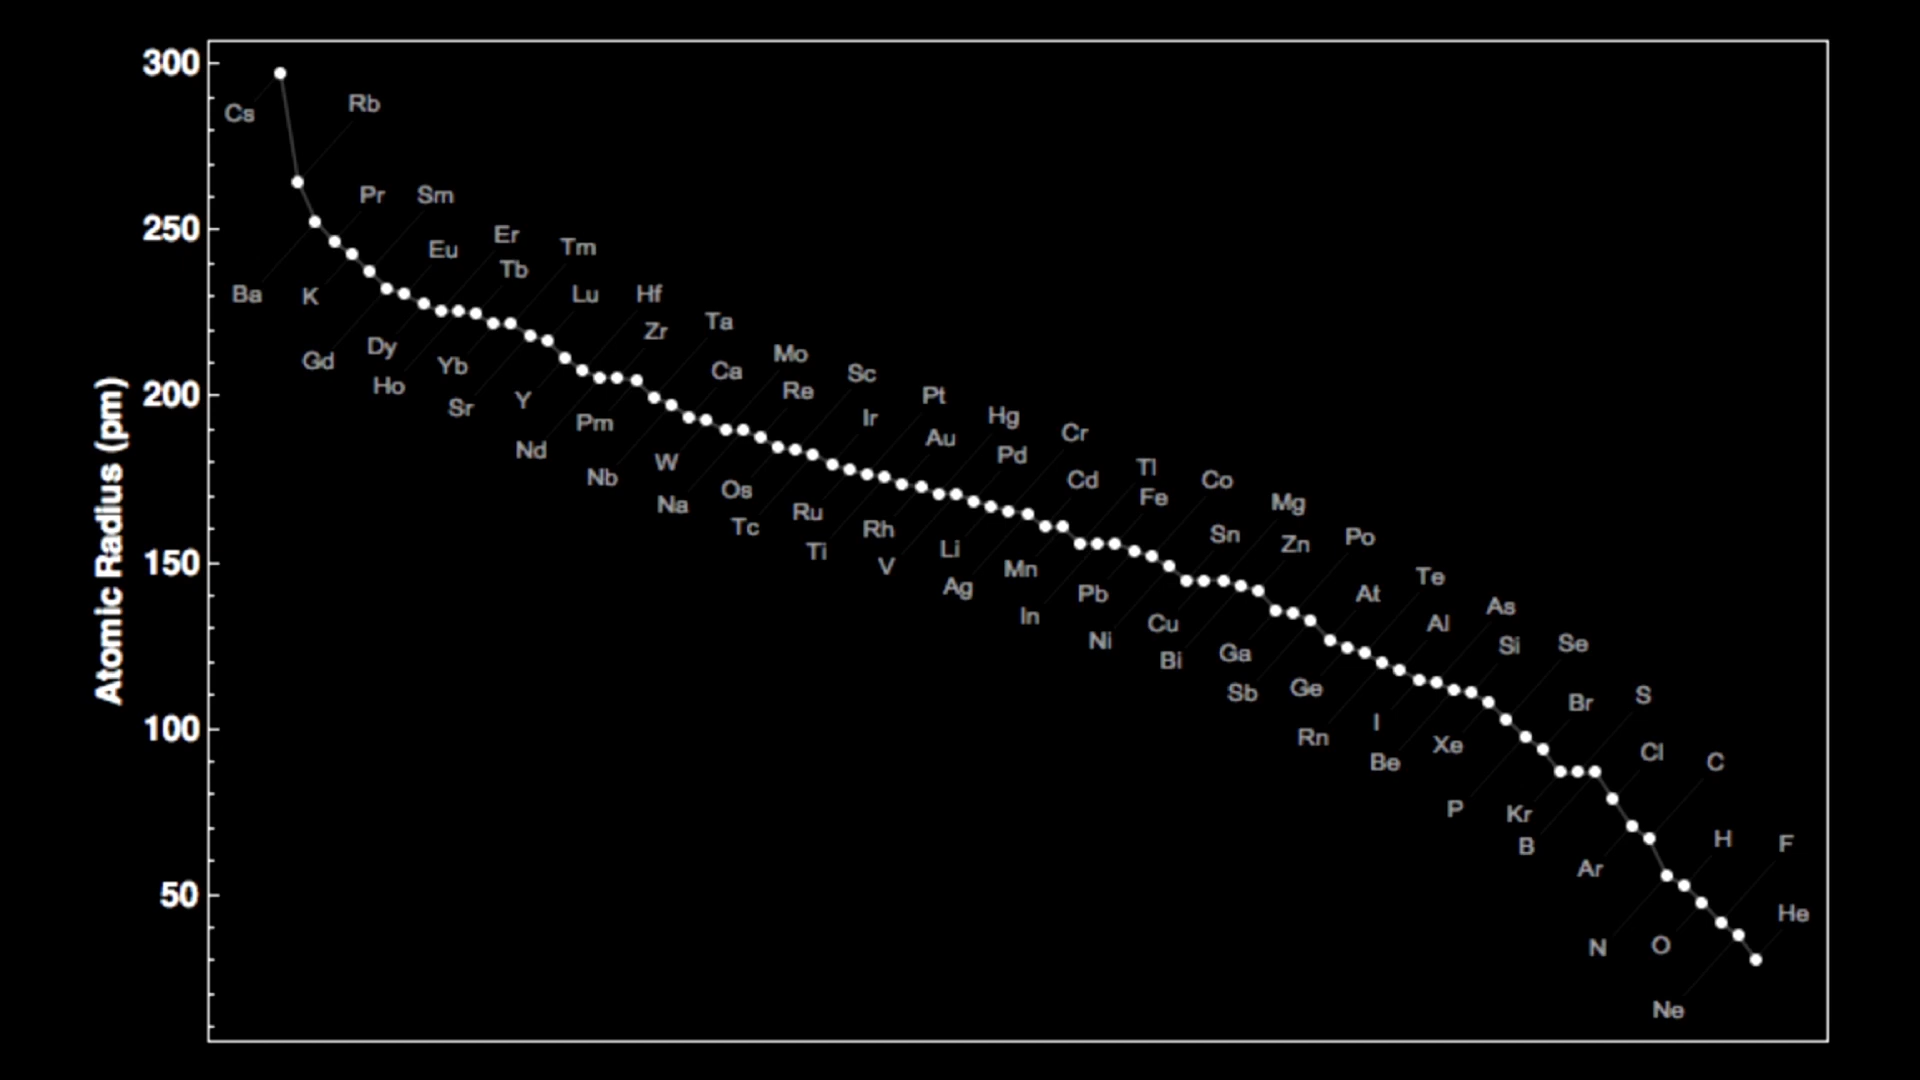 300
250
200
150
100
50
Atomic Radius (pm)
Cs
Rb
Ba
Pr
K
Sm
Gd
Eu
Dy
Er
Ho
Tb
Yb
Tm
Sr
Lu
Y
Hf
Nd
Zr
Pm
Ta
Nb
Ca
W
Mo
Na
Re
Os
Sc
Tc
Ir
Ru
Pt
Ti
Au
Rh
Hg
V
Pd
Li
Cr
Ag
Cd
Mn
Tl
In
Fe
Pb
Co
Ni
Sn
Cu
Mg
Bi
Zn
Ga
Po
Sb
At
Ge
Te
Rn
Al
I
As
Be
Si
Xe
Se
P
Br
Kr
S
B
Cl
Ar
C
N
H
O
F
Ne
He